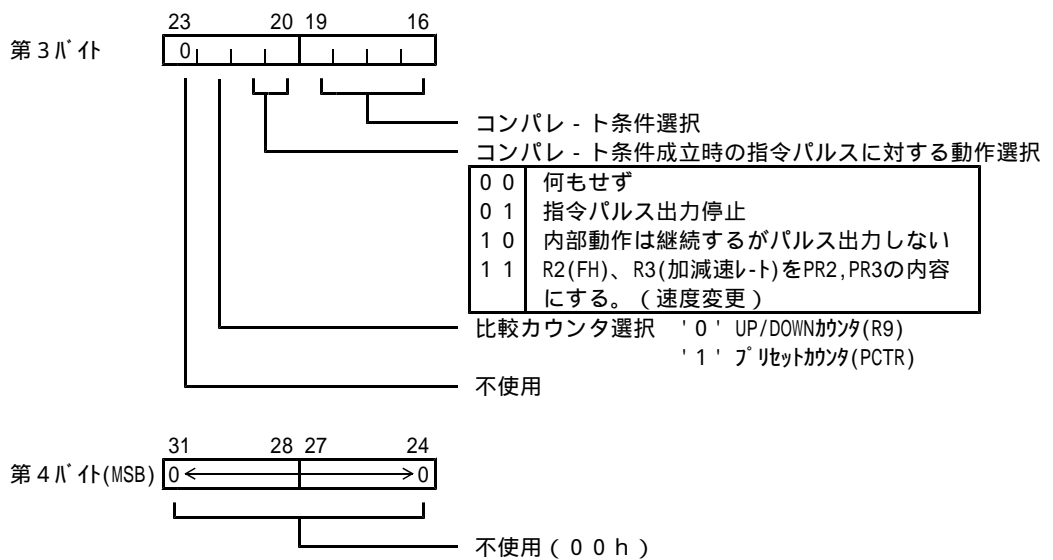 23 20 19 16
第3ﾊﾞｲﾄ 0
コンパレ-ト条件選択
コンパレ-ト条件成立時の指令パルスに対する動作選択
00 何もせず
01 指令パルス出力停止
10 内部動作は継続するがパルス出力しない
11 R2(FH)、R3(加減速ﾚ-ﾄ)をPR2,PR3の内容
にする。(速度変更)
比較カウンタ選択 '0' UP/DOWNｶｳﾝﾀ(R9)
'1' ﾌﾟﾘｾｯﾄｶｳﾝﾀ(PCTR)
不使用
31 28 27 24
第4ﾊﾞｲﾄ(MSB) 0 0
不使用(00h)